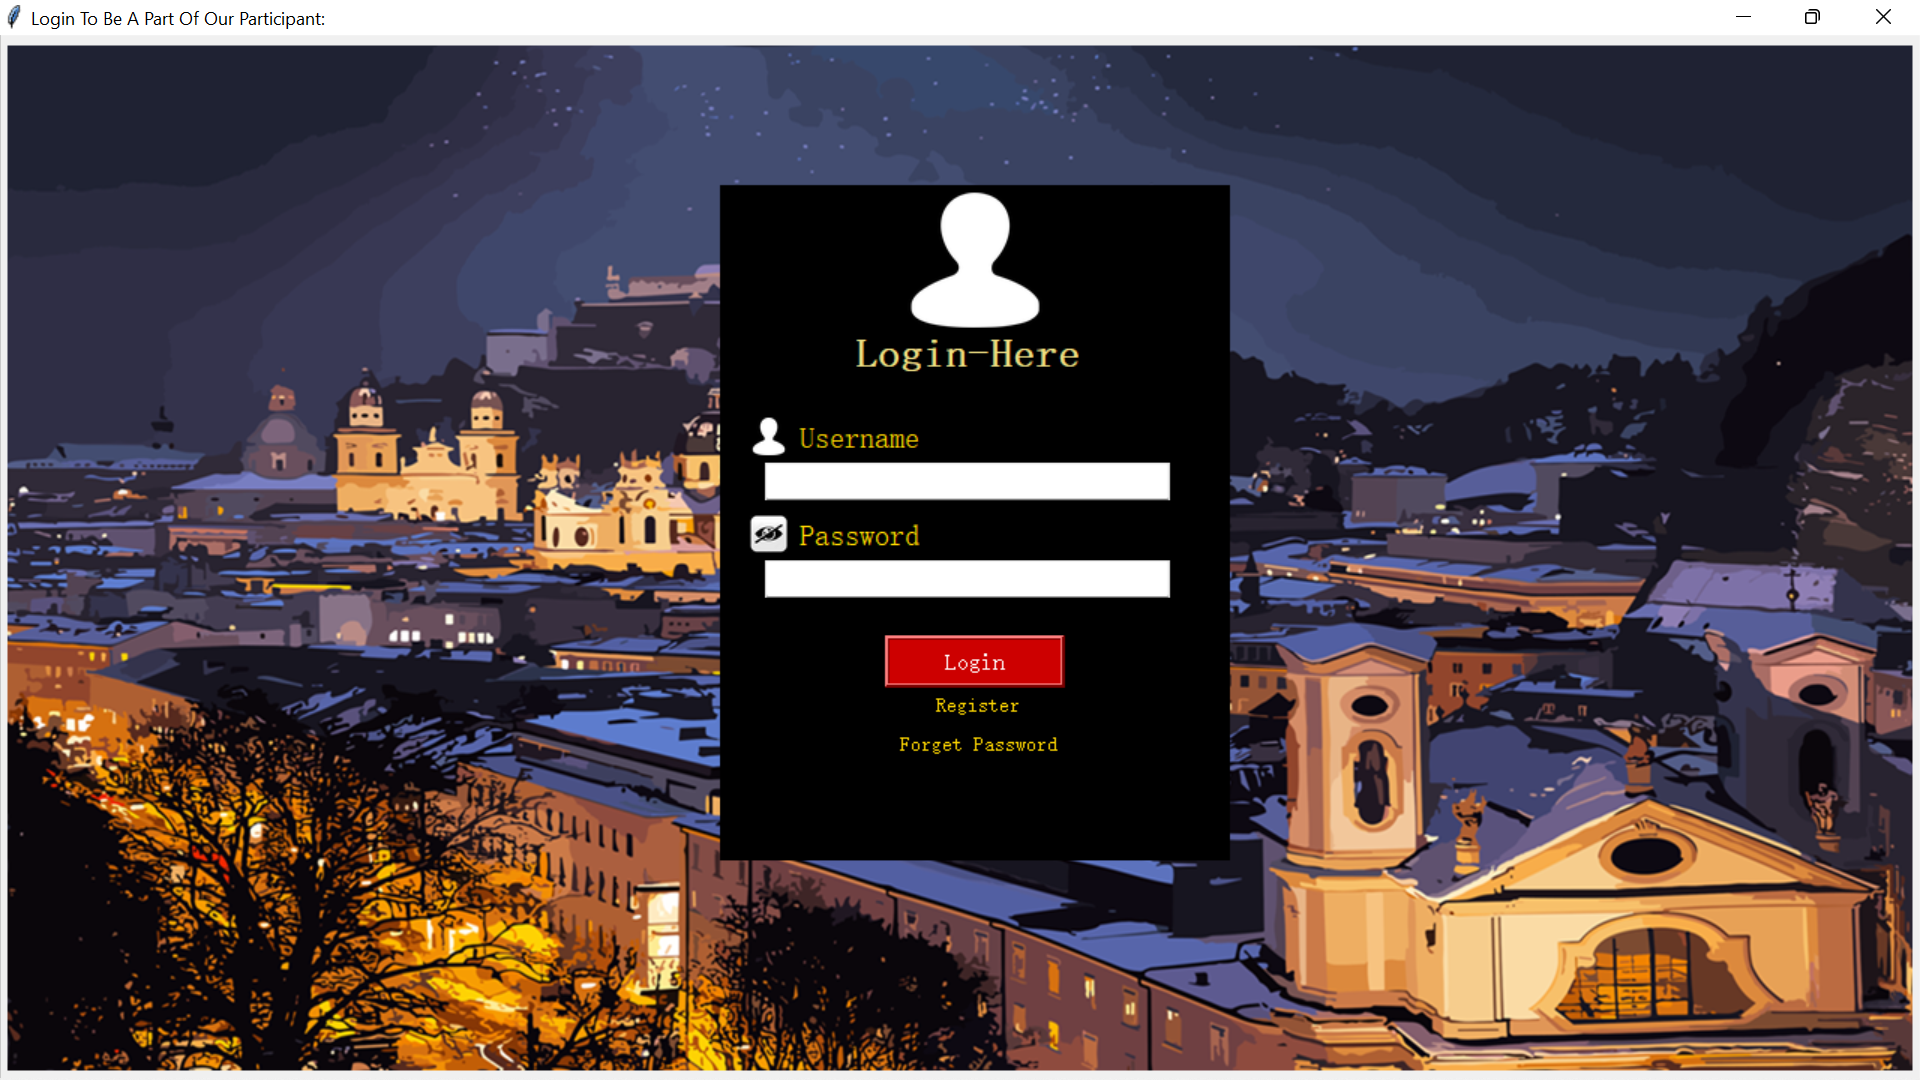 Login To Be A Part Of Our Participant:
Login-Here
Username
Password
Login
Register
Forget Password